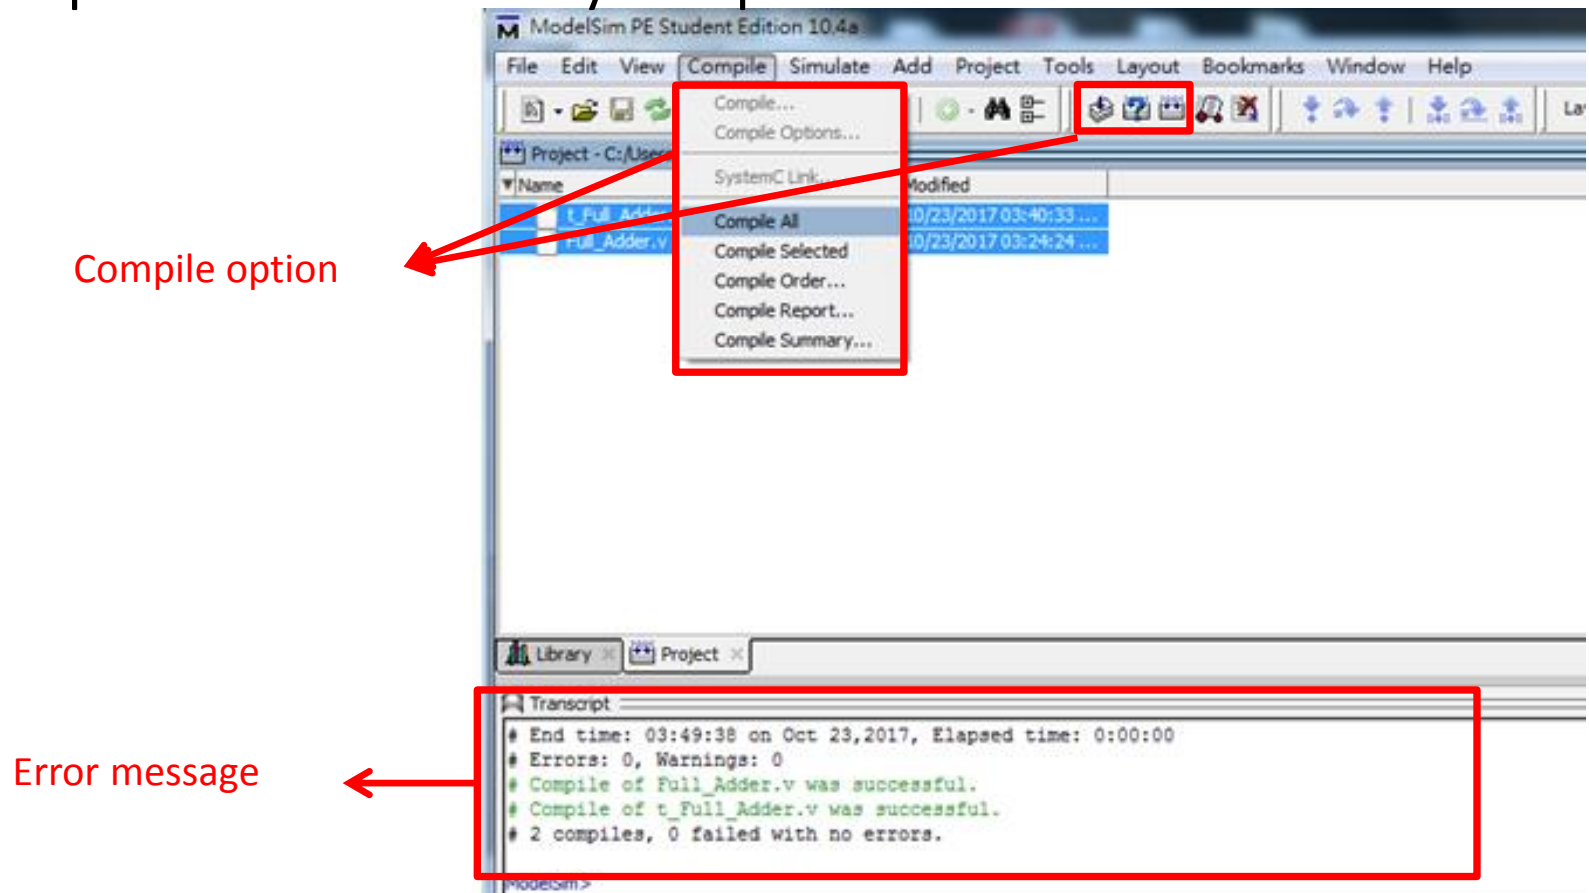 ModelSim PE Student Edition 10.4a
File Edit View Compile Simulate Add Project Tools Layout Bookmarks Window Help
Compile...
Compile Options...
SystemC Link...
Compile All
Compile Selected
Compile Order...
Compile Report...
Compile Summary...
Project - C:/Users
Name Modified
t_Full_Adder 10/23/2017 03:40:33 ...
Full_Adder.v 10/23/2017 03:24:24 ...
Compile option
Library Project
Transcript
# End time: 03:49:38 on Oct 23,2017, Elapsed time: 0:00:00
# Errors: 0, Warnings: 0
# Compile of Full_Adder.v was successful.
# Compile of t_Full_Adder.v was successful.
# 2 compiles, 0 failed with no errors.
ModelSim>
Error message